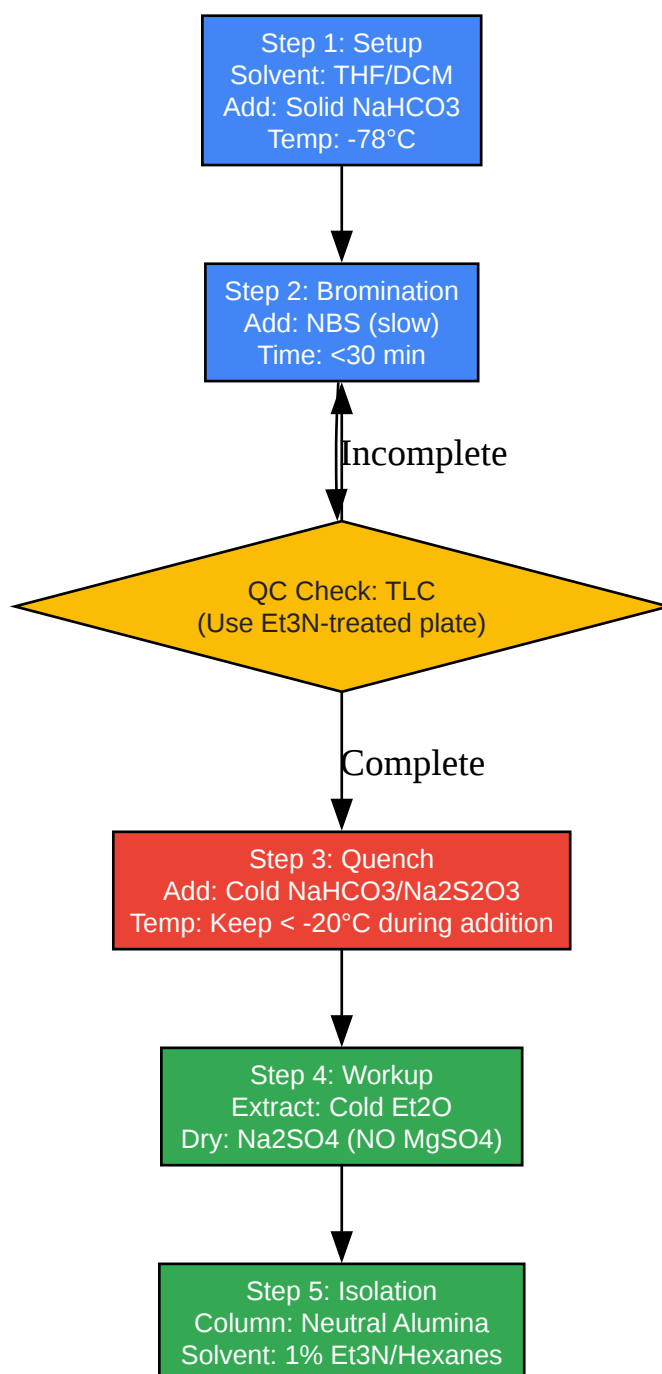 Step 1: Setup
Solvent: THF/DCM
Add: Solid NaHCO3
Temp: -78°C
Step 2: Bromination
Add: NBS (slow)
Time: <30 min
Incomplete
QC Check: TLC
(Use Et3N-treated plate)
Complete
Step 3: Quench
Add: Cold NaHCO3/Na2S2O3
Temp: Keep < -20°C during addition
Step 4: Workup
Extract: Cold Et2O
Dry: Na2SO4 (NO MgSO4)
Step 5: Isolation
Column: Neutral Alumina
Solvent: 1% Et3N/Hexanes